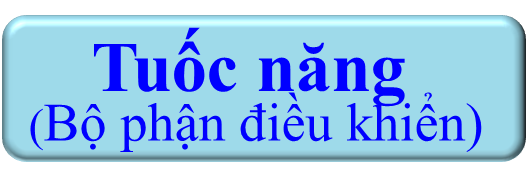 Tuốc năng
(Bộ phận điều khiển)